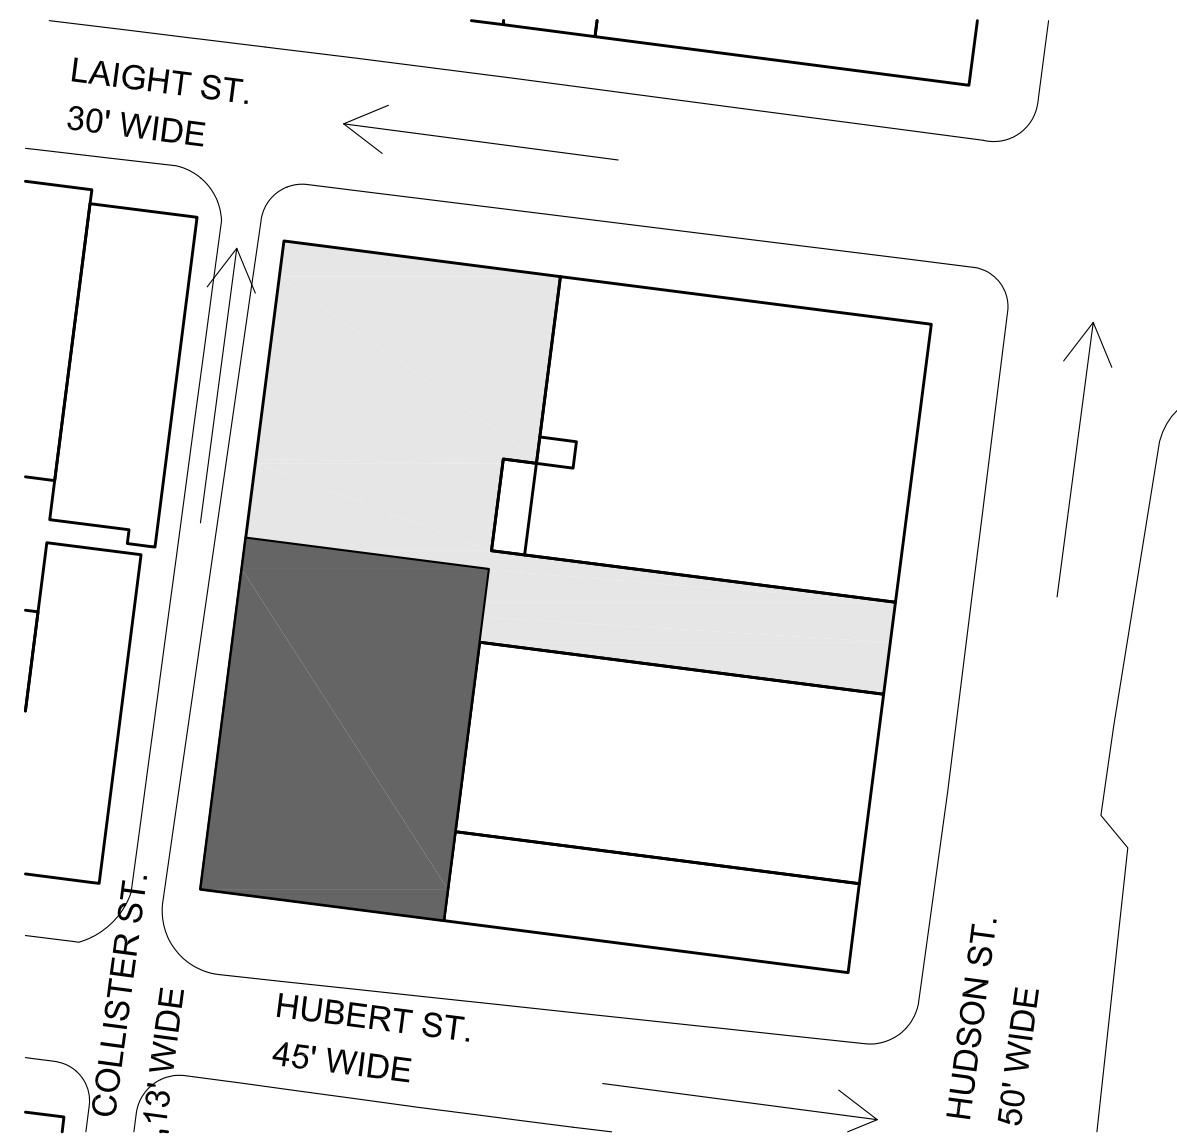 LAIGHT ST.
30' WIDE
COLLISTER ST.
13' WIDE
HUBERT ST.
45' WIDE
HUDSON ST.
50' WIDE